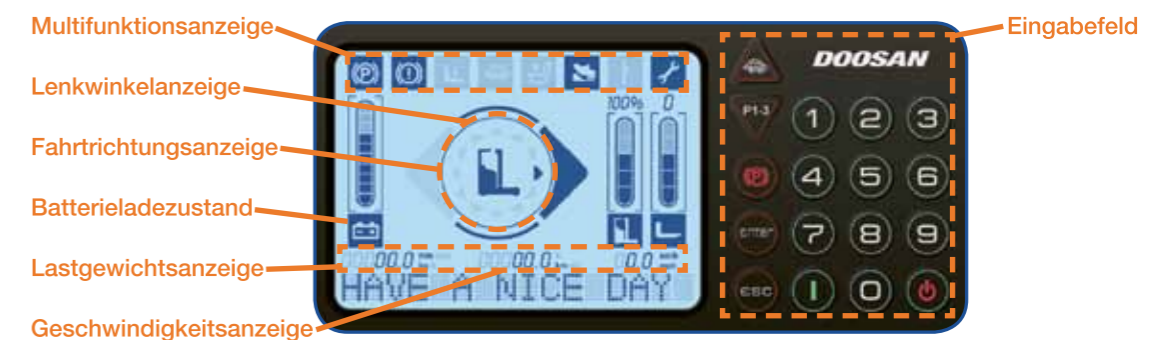 Multifunktionsanzeige
Eingabefeld
Lenkwinkelanzeige
Fahrtrichtungsanzeige
Batterieladezustand
Lastgewichtsanzeige
Geschwindigkeitsanzeige
100% 0
00.0 00.0 0.0
HAVE A NICE DAY
DOOSAN
P1-3 1 2 3
P 4 5 6
enter 7 8 9
esc I 0